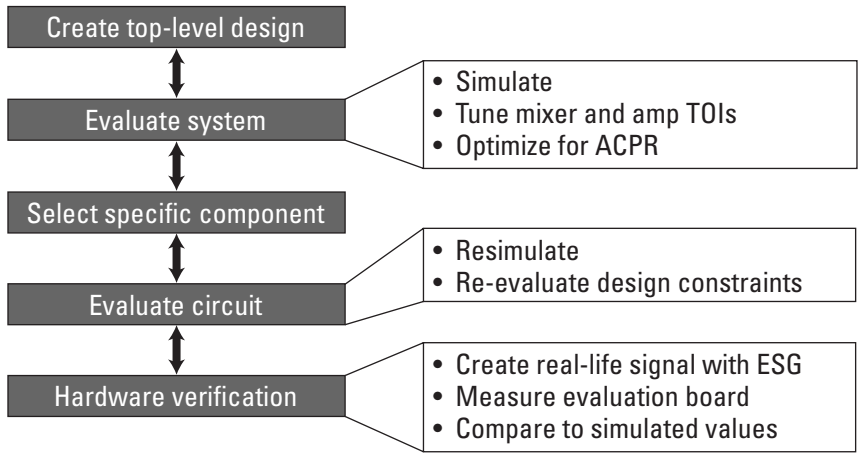 Create top-level design
Evaluate system
• Simulate
• Tune mixer and amp TOIs
• Optimize for ACPR
Select specific component
Evaluate circuit
• Resimulate
• Re-evaluate design constraints
Hardware verification
• Create real-life signal with ESG
• Measure evaluation board
• Compare to simulated values